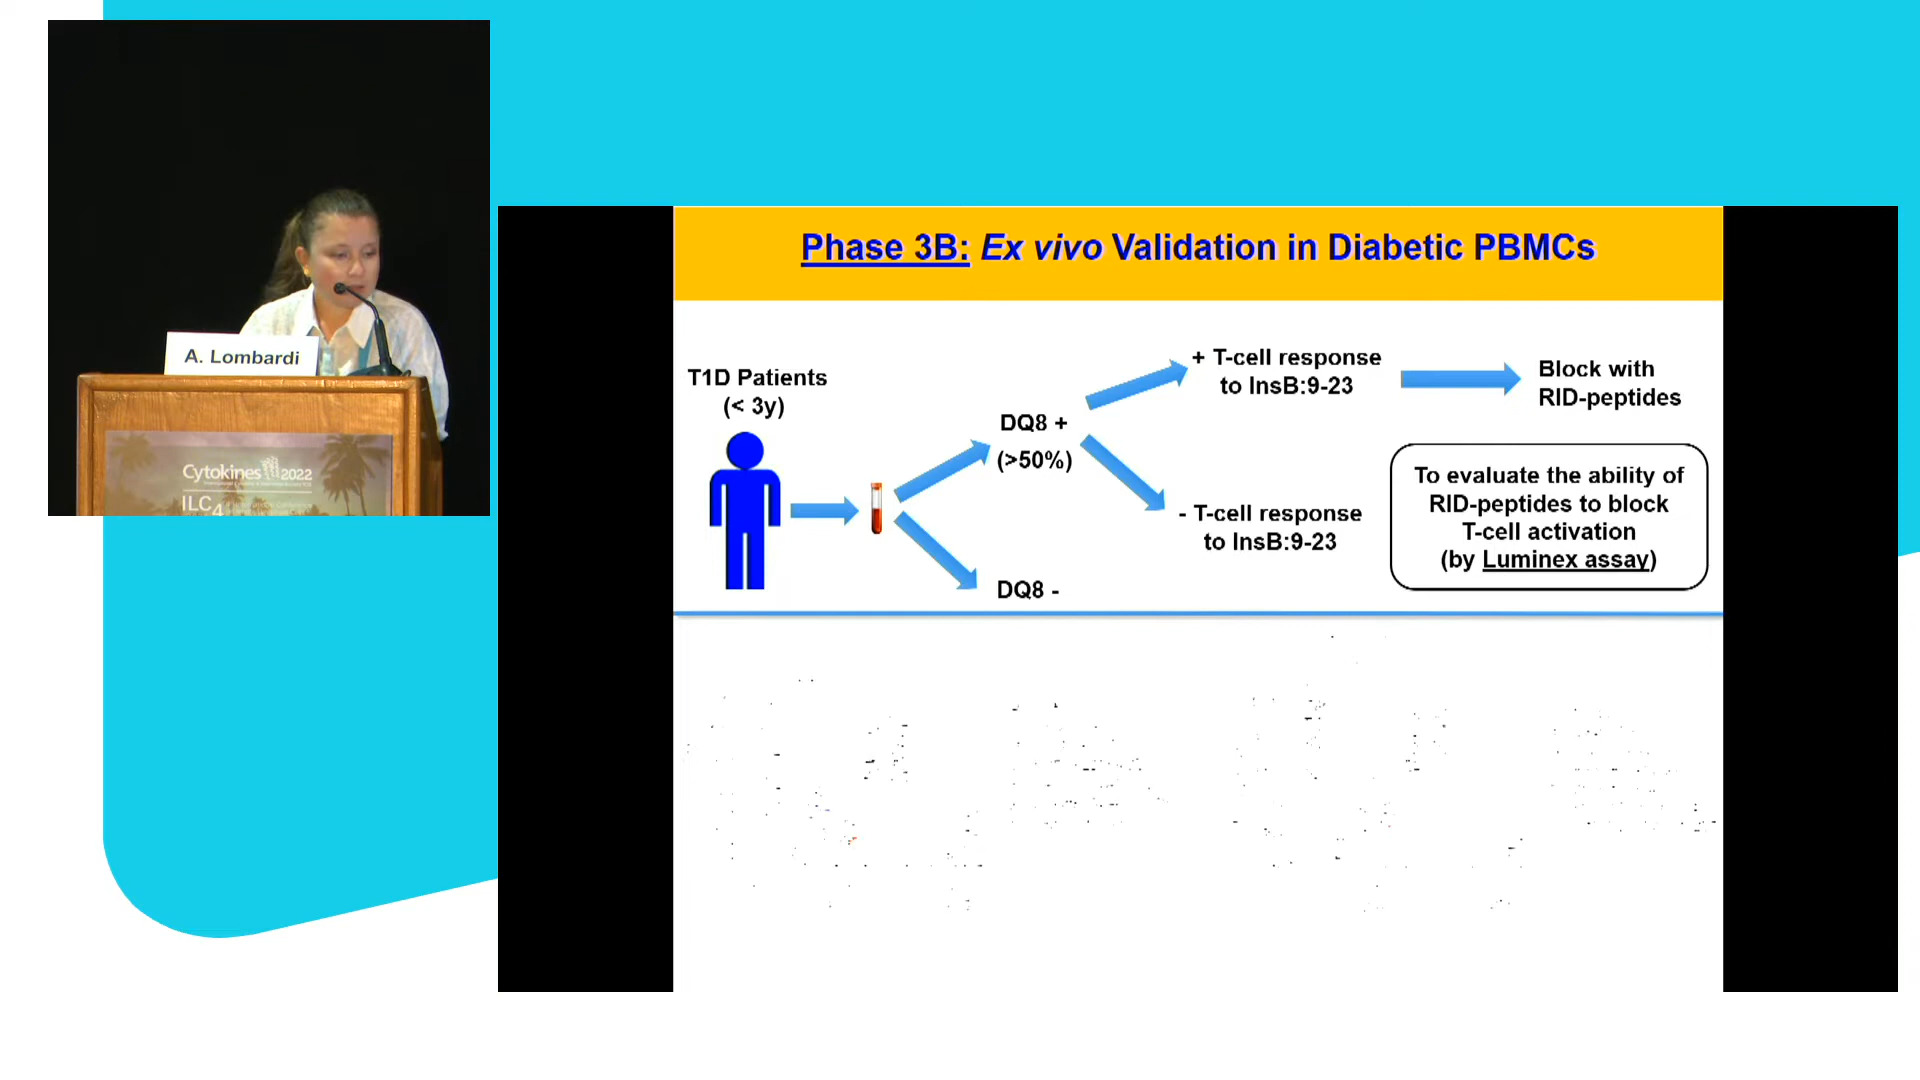 A. Lombardi
Cytokines 2022
ILC4
Phase 3B: Ex vivo Validation in Diabetic PBMCs
T1D Patients
(< 3y)
DQ8 +
(>50%)
DQ8 -
+ T-cell response
to InsB:9-23
- T-cell response
to InsB:9-23
Block with
RID-peptides
To evaluate the ability of
RID-peptides to block
T-cell activation
(by Luminex assay)